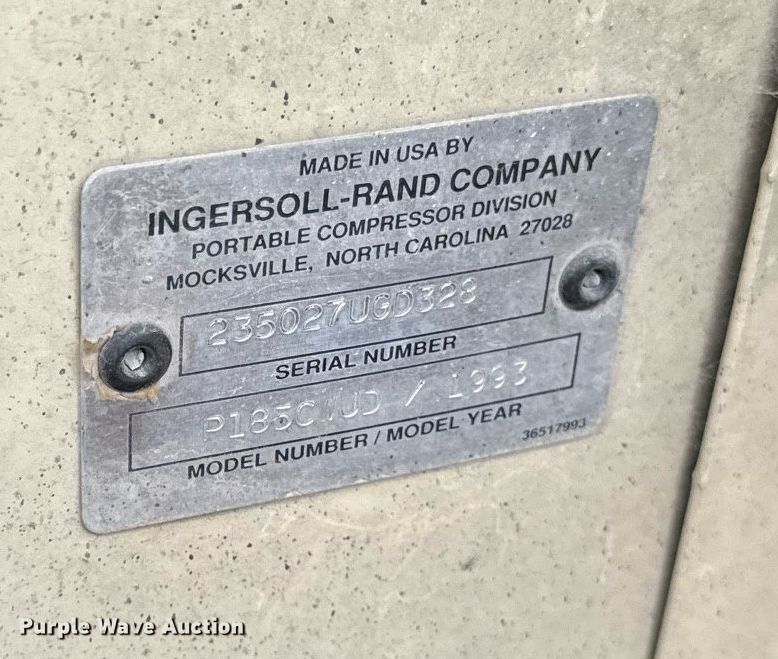 MADE IN USA BY
INGERSOLL-RAND COMPANY
PORTABLE COMPRESSOR DIVISION
MOCKSVILLE, NORTH CAROLINA 27028
235027UGD328
SERIAL NUMBER
P185CWUD / 1993
MODEL NUMBER / MODEL YEAR
36517993
Purple Wave Auction